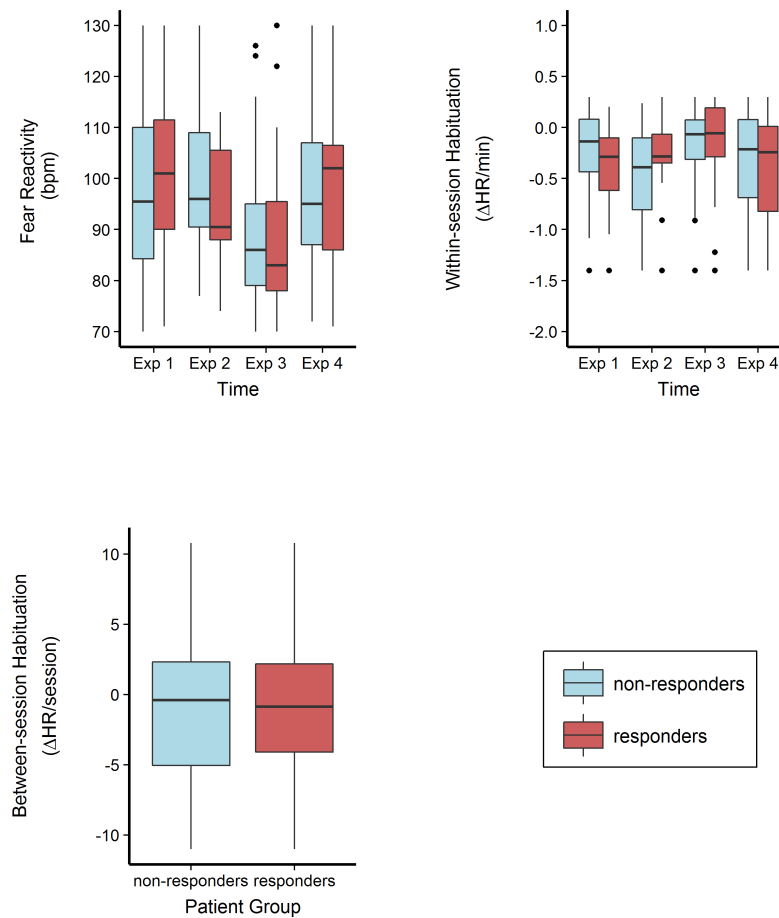 Fear Reactivity
(bpm)
130
120
110
100
90
80
70
Exp 1 Exp 2 Exp 3 Exp 4
Time
Within-session Habituation
(ΔHR/min)
1.0
0.5
0.0
-0.5
-1.0
-1.5
-2.0
Exp 1 Exp 2 Exp 3 Exp 4
Time
Between-session Habituation
(ΔHR/session)
10
5
0
-5
-10
non-responders responders
Patient Group
non-responders
responders